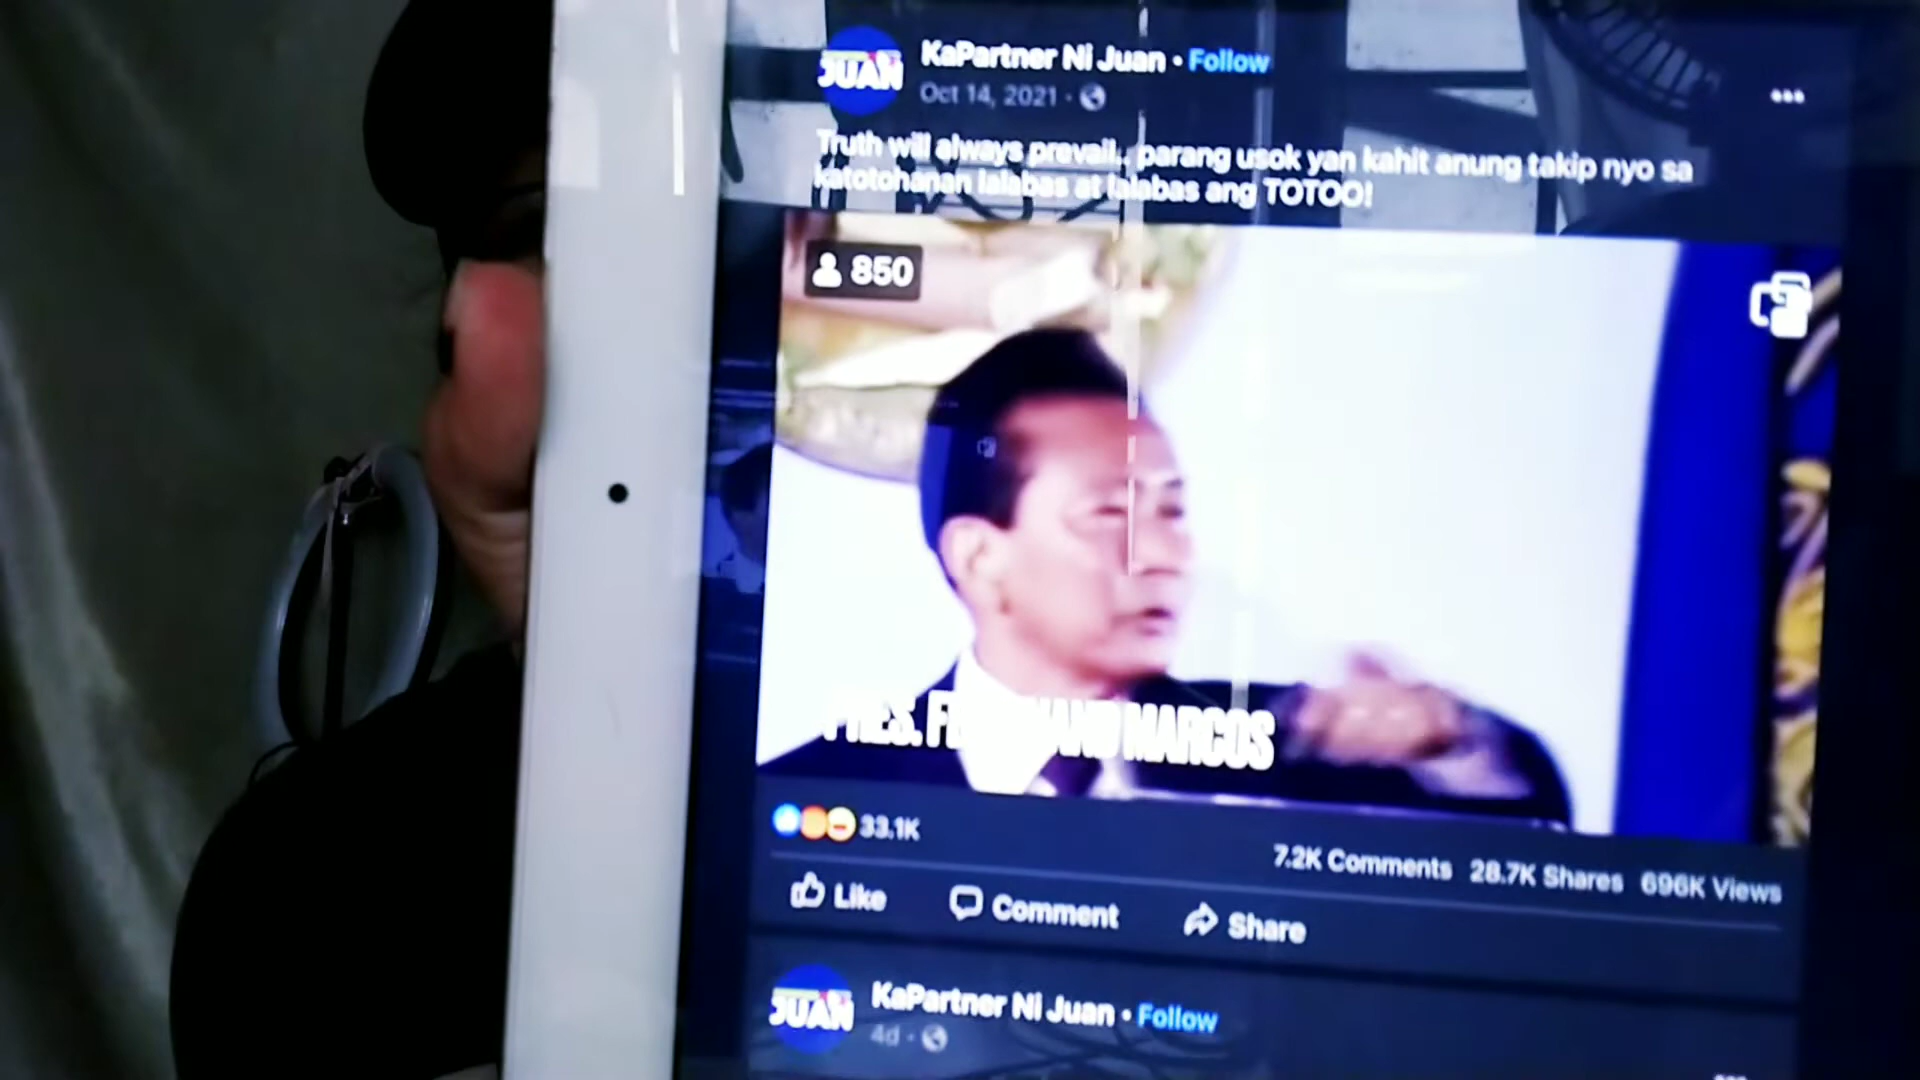 JUAN
KaPartner Ni Juan • Follow
Oct 14, 2021 ·
Truth will always prevail.. parang usok yan kahit anung takip nyo sa
katotohanan lalabas at lalabas ang TOTOO!
850
PRES. FERDINAND MARCOS
33.1K
7.2K Comments 28.7K Shares 696K Views
Like Comment Share
JUAN
KaPartner Ni Juan • Follow
4d ·